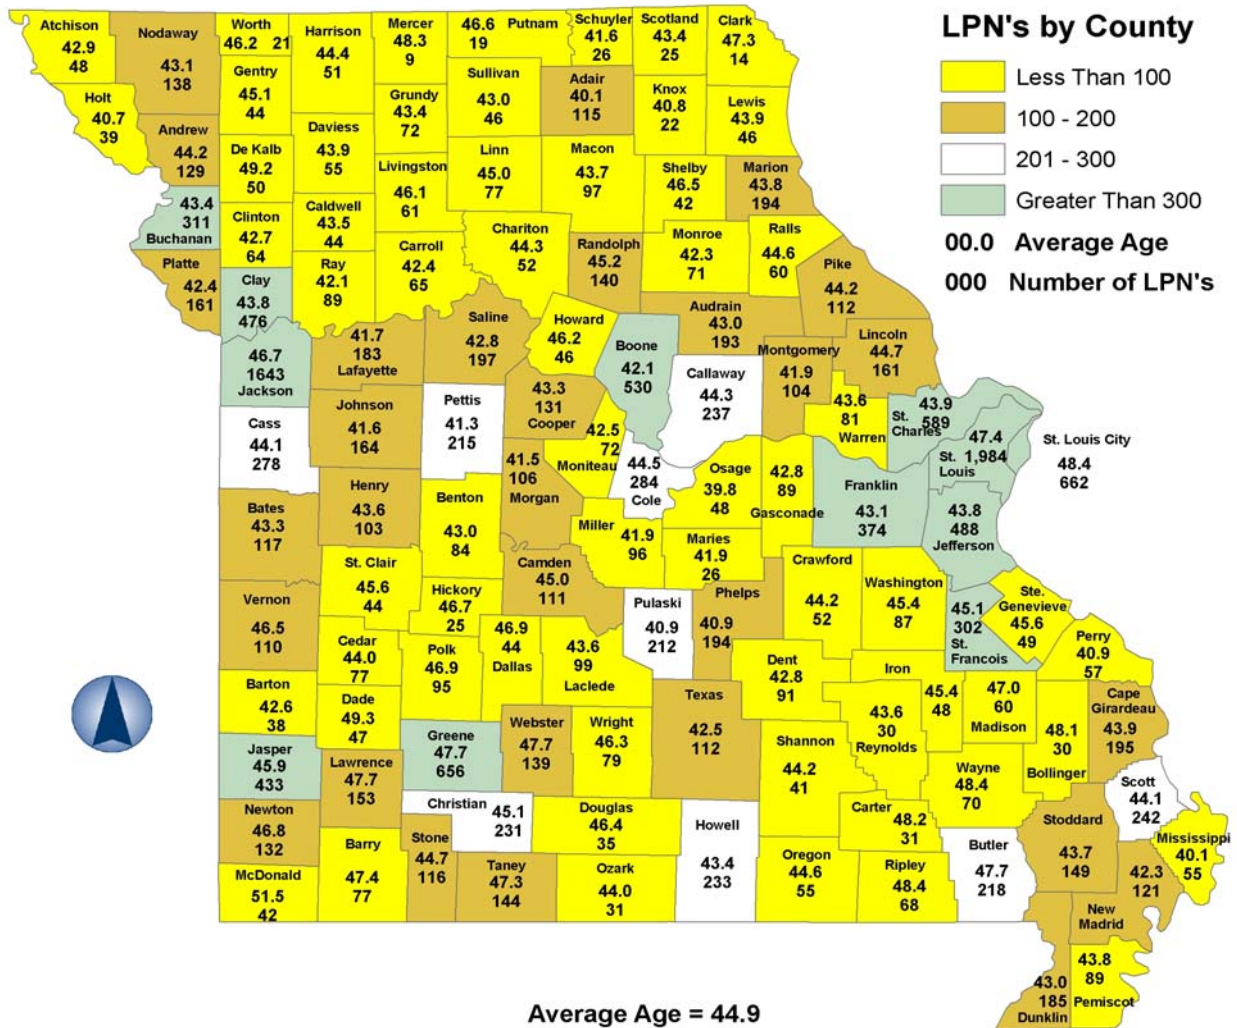 LPN's by County
Less Than 100
100 - 200
201 - 300
Greater Than 300
00.0 Average Age
000 Number of LPN's
Atchison
42.9
48
Nodaway
43.1
138
Worth
46.2 21
Harrison
44.4
51
Mercer
48.3
9
46.6 Putnam
19
Schuyler
41.6
26
Scotland
43.4
25
Clark
47.3
14
Holt
40.7
39
Andrew
44.2
129
Gentry
45.1
44
De Kalb
49.2
50
Daviess
43.9
55
Grundy
43.4
72
Sullivan
43.0
46
Adair
40.1
115
Knox
40.8
22
Lewis
43.9
46
Livingston
46.1
61
Linn
45.0
77
Macon
43.7
97
Shelby
46.5
42
Marion
43.8
194
43.4
311
Buchanan
Clinton
42.7
64
Caldwell
43.5
44
Platte
42.4
161
Clay
43.8
476
Ray
42.1
89
Carroll
42.4
65
Chariton
44.3
52
Randolph
45.2
140
Monroe
42.3
71
Ralls
44.6
60
Pike
44.2
112
46.7
1643
Jackson
41.7
183
Lafayette
Saline
42.8
197
Howard
46.2
46
Boone
42.1
530
Audrain
43.0
193
Callaway
44.3
237
Montgomery
41.9
104
Lincoln
44.7
161
43.6
81
Warren
43.9
St. 589
Charles
47.4
St. 1,984
Louis
St. Louis City
48.4
662
Cass
44.1
278
Johnson
41.6
164
Pettis
41.3
215
43.3
131
Cooper
42.5
72
Moniteau
41.5
106
Morgan
44.5
284
Cole
Osage
39.8
48
42.8
89
Gasconade
Franklin
43.1
374
43.8
488
Jefferson
Bates
43.3
117
Henry
43.6
103
Benton
43.0
84
Miller
41.9
96
Maries
41.9
26
St. Clair
45.6
44
Hickory
46.7
25
Camden
45.0
111
Pulaski
40.9
212
Phelps
40.9
194
Crawford
44.2
52
Washington
45.4
87
45.1
302
St.
Francois
Ste.
Genevieve
45.6
49
Perry
40.9
57
Vernon
46.5
110
Cedar
44.0
77
Polk
46.9
95
46.9
44
Dallas
43.6
99
Laclede
Dent
42.8
91
Iron
45.4
48
47.0
60
Madison
48.1
30
Bollinger
Cape
Girardeau
43.9
195
Barton
42.6
38
Dade
49.3
47
Greene
47.7
656
Webster
47.7
139
Wright
46.3
79
Texas
42.5
112
Shannon
44.2
41
43.6
30
Reynolds
Wayne
48.4
70
Jasper
45.9
433
Lawrence
47.7
153
Christian 45.1
231
Douglas
46.4
35
Howell
43.4
233
Carter
48.2
31
Scott
44.1
242
Stoddard
43.7
149
Mississippi
40.1
55
Newton
46.8
132
Barry
47.4
77
Stone
44.7
116
Taney
47.3
144
Ozark
44.0
31
Oregon
44.6
55
Ripley
48.4
68
Butler
47.7
218
42.3
121
New
Madrid
McDonald
51.5
42
43.0
185
Dunklin
43.8
89
Pemiscot
Average Age = 44.9